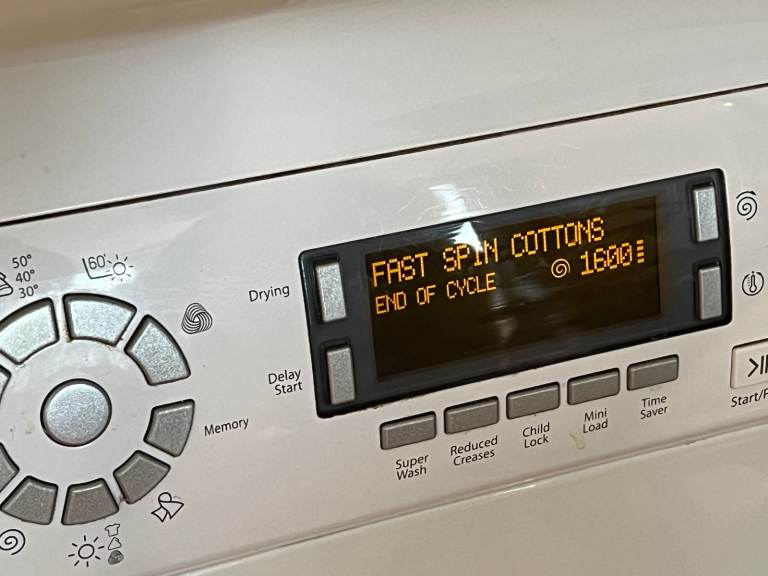 FAST SPIN COTTONS
END OF CYCLE 1600
50°
40°
30°
60°
Drying
Delay
Start
Memory
Super
Wash
Reduced
Creases
Child
Lock
Mini
Load
Time
Saver